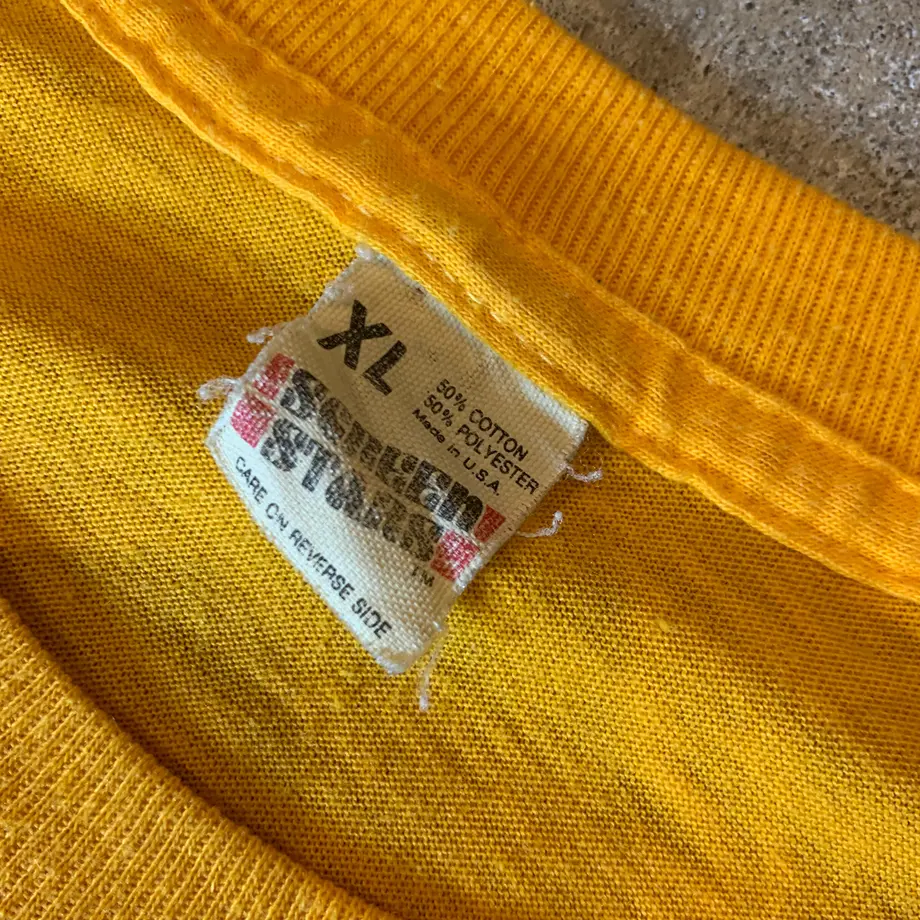 XL
50% COTTON
50% POLYESTER
Made in U.S.A.
SCREEN
STARS
TM
CARE ON REVERSE SIDE